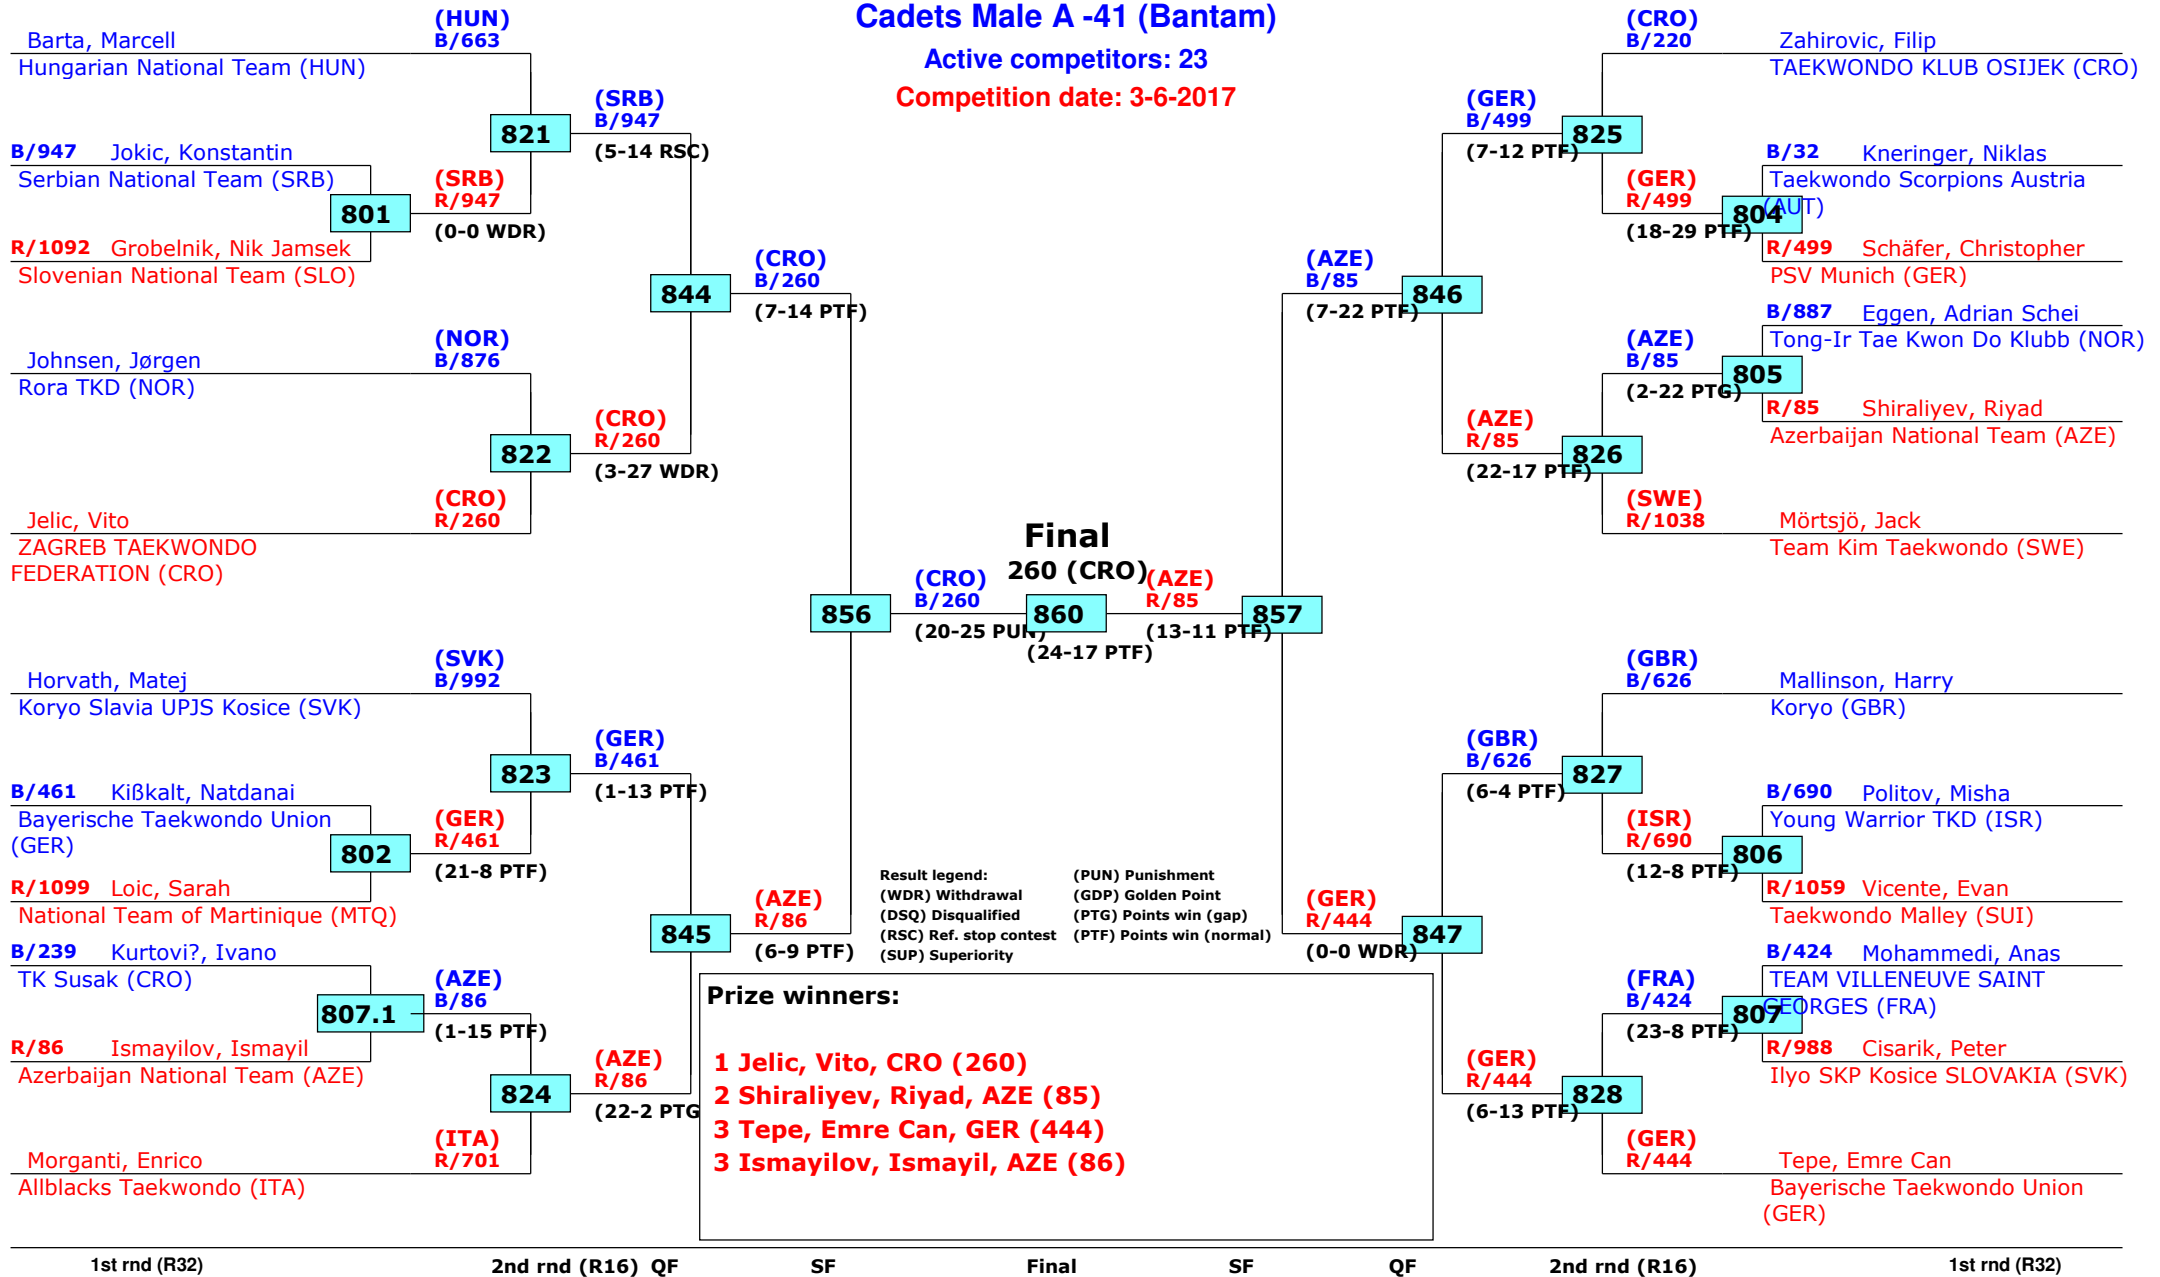 Cadets Male A -41 (Bantam)
Active competitors: 23
Competition date: 3-6-2017
Barta, Marcell
Hungarian National Team (HUN)
(HUN)
B/663
B/947 Jokic, Konstantin
Serbian National Team (SRB)
R/1092 Grobelnik, Nik Jamsek
Slovenian National Team (SLO)
801
(SRB)
R/947
(0-0 WDR)
821
(SRB)
B/947
(5-14 RSC)
Johnsen, Jørgen
Rora TKD (NOR)
(NOR)
B/876
Jelic, Vito
ZAGREB TAEKWONDO
FEDERATION (CRO)
(CRO)
R/260
822
(CRO)
R/260
(3-27 WDR)
844
(CRO)
B/260
(7-14 PTF)
Horvath, Matej
Koryo Slavia UPJS Kosice (SVK)
(SVK)
B/992
B/461 Kißkalt, Natdanai
Bayerische Taekwondo Union
(GER)
R/1099 Loic, Sarah
National Team of Martinique (MTQ)
802
(GER)
R/461
(21-8 PTF)
823
(GER)
B/461
(1-13 PTF)
B/239 Kurtovi?, Ivano
TK Susak (CRO)
R/86 Ismayilov, Ismayil
Azerbaijan National Team (AZE)
807.1
(AZE)
B/86
(1-15 PTF)
Morganti, Enrico
Allblacks Taekwondo (ITA)
(ITA)
R/701
824
(AZE)
R/86
(22-2 PTG
845
(AZE)
R/86
(6-9 PTF)
856
(CRO)
B/260
(20-25 PUN)
Final
260 (CRO)
860
(24-17 PTF)
(AZE)
R/85
(13-11 PTF)
857
(AZE)
B/85
(7-22 PTF)
846
(GER)
B/499
(7-12 PTF)
825
(CRO)
B/220
Zahirovic, Filip
TAEKWONDO KLUB OSIJEK (CRO)
(GER)
R/499
(18-29 PTF)
804
B/32 Kneringer, Niklas
Taekwondo Scorpions Austria
(AUT)
R/499 Schäfer, Christopher
PSV Munich (GER)
(AZE)
R/85
(22-17 PTF)
826
(AZE)
B/85
(2-22 PTG)
805
B/887 Eggen, Adrian Schei
Tong-Ir Tae Kwon Do Klubb (NOR)
R/85 Shiraliyev, Riyad
Azerbaijan National Team (AZE)
(SWE)
R/1038
Mörtsjö, Jack
Team Kim Taekwondo (SWE)
(GER)
R/444
(0-0 WDR)
847
(GBR)
B/626
(6-4 PTF)
827
(GBR)
B/626
Mallinson, Harry
Koryo (GBR)
(ISR)
R/690
(12-8 PTF)
806
B/690 Politov, Misha
Young Warrior TKD (ISR)
R/1059 Vicente, Evan
Taekwondo Malley (SUI)
(GER)
R/444
(6-13 PTF)
828
(FRA)
B/424
(23-8 PTF)
807
B/424 Mohammedi, Anas
TEAM VILLENEUVE SAINT
GEORGES (FRA)
R/988 Cisarik, Peter
Ilyo SKP Kosice SLOVAKIA (SVK)
(GER)
R/444
Tepe, Emre Can
Bayerische Taekwondo Union
(GER)
Result legend:
(WDR) Withdrawal
(DSQ) Disqualified
(RSC) Ref. stop contest
(SUP) Superiority
(PUN) Punishment
(GDP) Golden Point
(PTG) Points win (gap)
(PTF) Points win (normal)
Prize winners:
1 Jelic, Vito, CRO (260)
2 Shiraliyev, Riyad, AZE (85)
3 Tepe, Emre Can, GER (444)
3 Ismayilov, Ismayil, AZE (86)
1st rnd (R32) 2nd rnd (R16) QF SF Final SF QF 2nd rnd (R16) 1st rnd (R32)